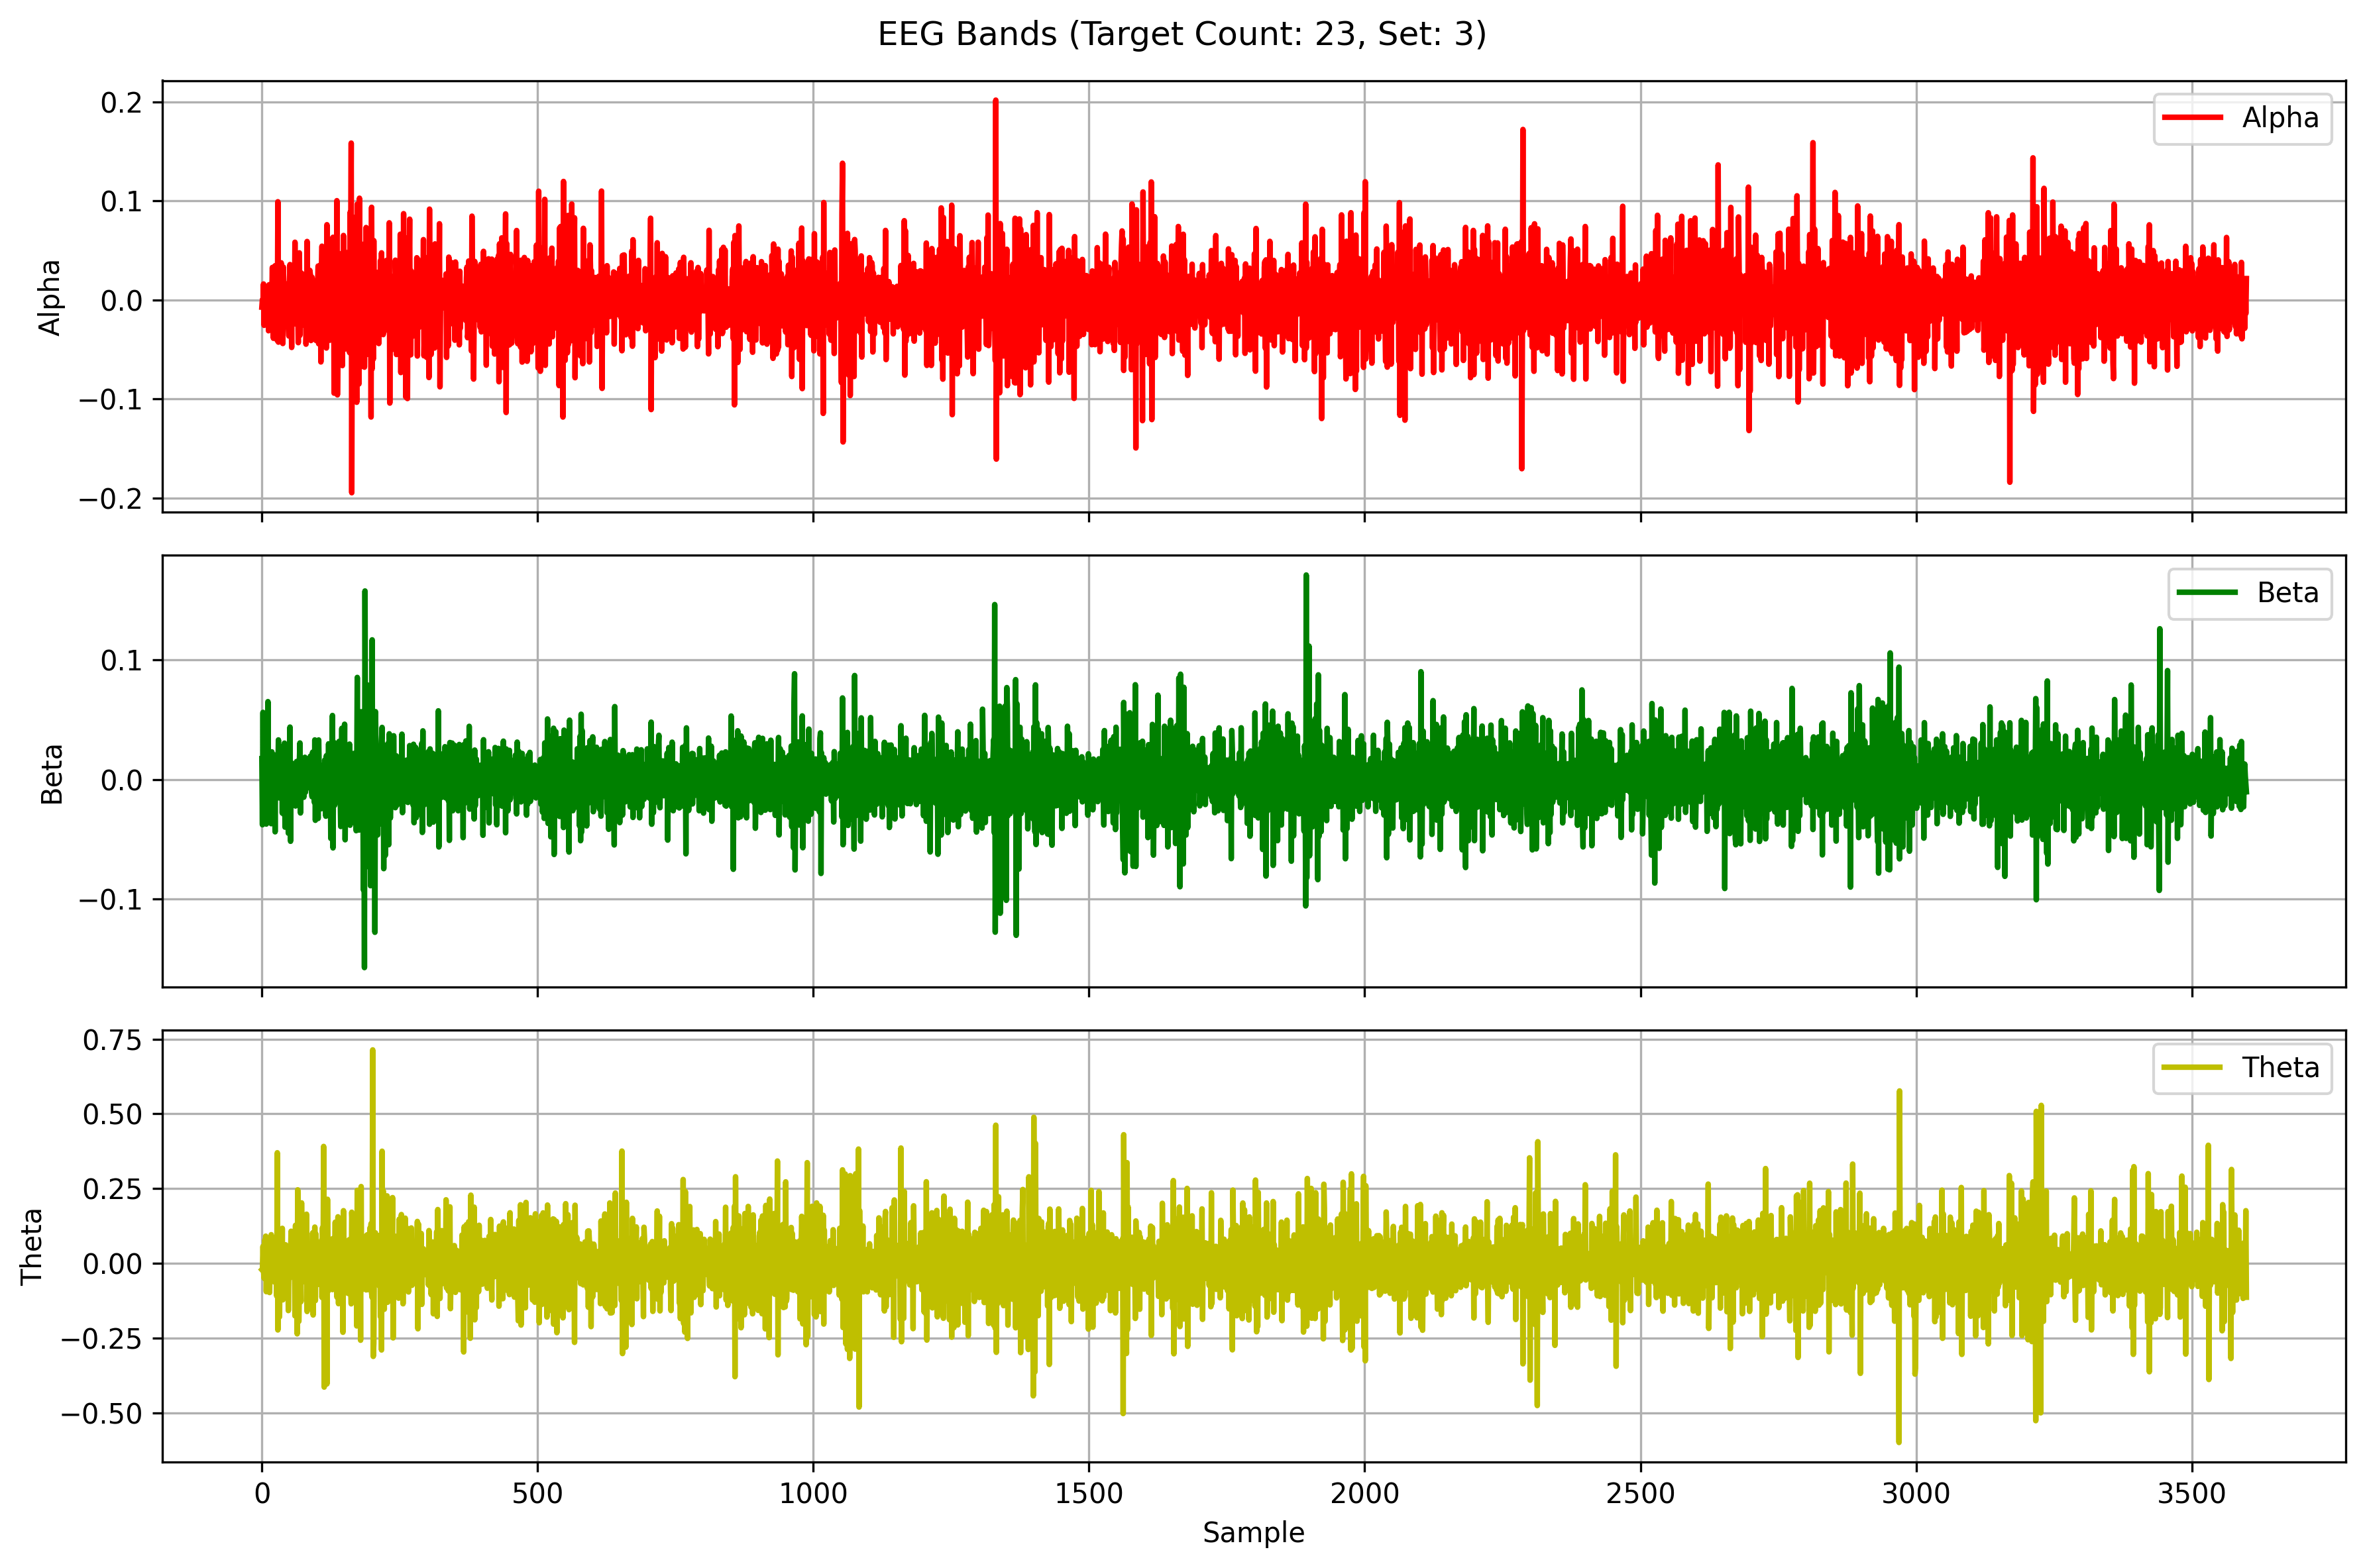 EEG Bands (Target Count: 23, Set: 3)
0.2
0.1
0.0
−0.1
−0.2
Alpha
Alpha
0.1
0.0
−0.1
Beta
Beta
0.75
0.50
0.25
0.00
−0.25
−0.50
Theta
Theta
0 500 1000 1500 2000 2500 3000 3500
Sample